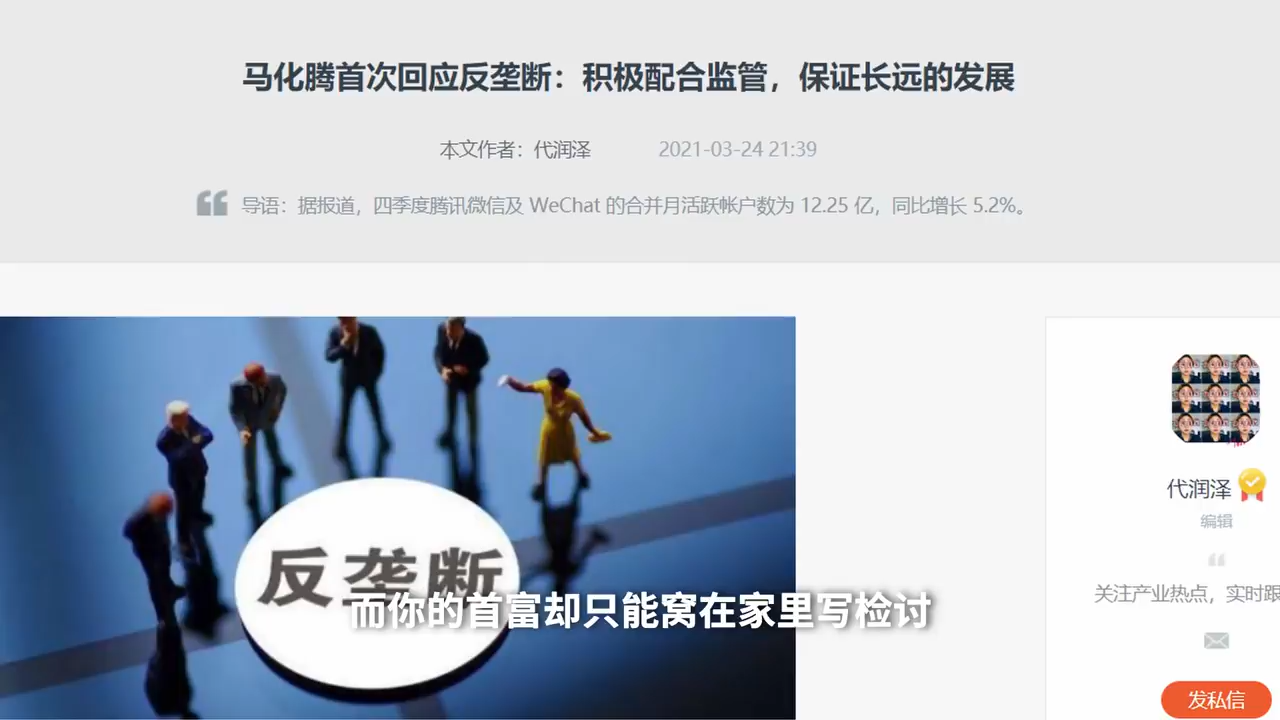 马化腾首次回应反垄断：积极配合监管，保证长远的发展
本文作者：代润泽
2021-03-24 21:39
导语：据报道，四季度腾讯微信及 WeChat 的合并月活跃帐户数为 12.25 亿，同比增长 5.2%。
反垄断
而你的首富却只能窝在家里写检讨
代润泽
编辑
关注产业热点，实时跟
发私信